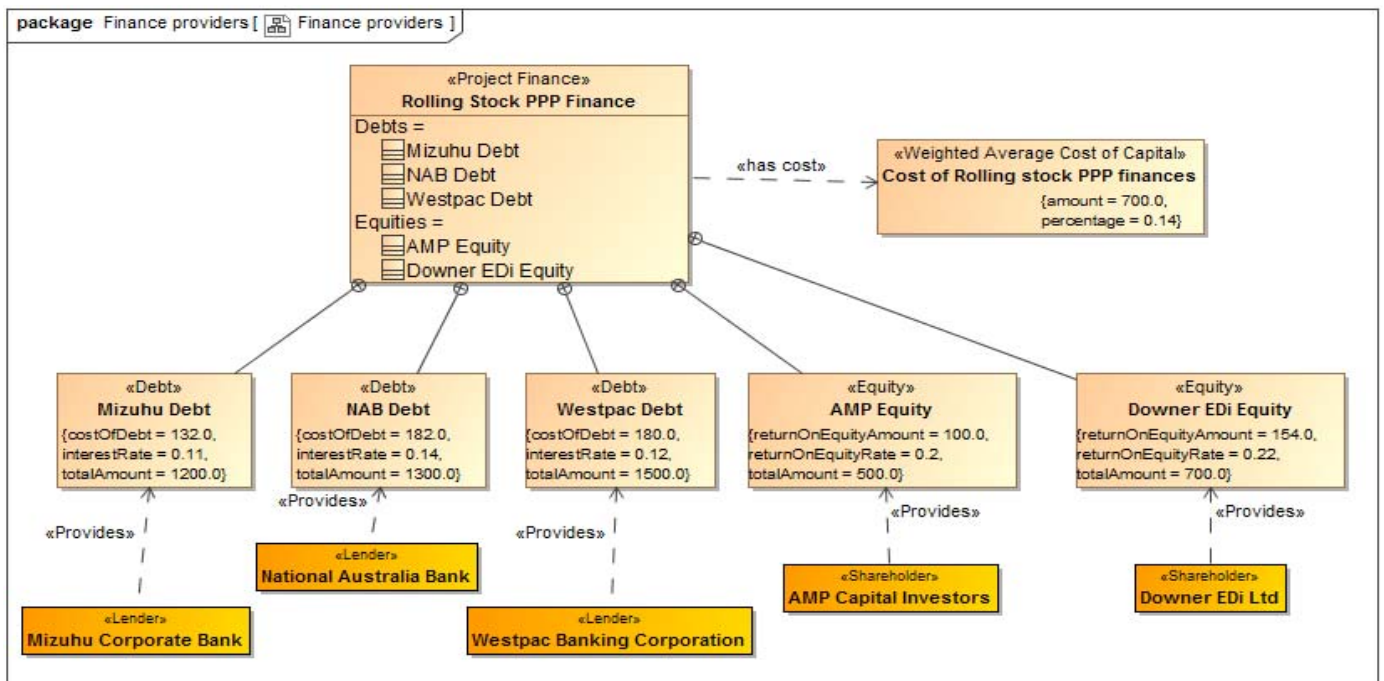 package Finance providers [ Finance providers ]
«Project Finance»
Rolling Stock PPP Finance
Debts =
Mizuhu Debt
NAB Debt
Westpac Debt
Equities =
AMP Equity
Downer EDi Equity
«has cost»
«Weighted Average Cost of Capital»
Cost of Rolling stock PPP finances
{amount = 700.0,
percentage = 0.14}
«Debt»
Mizuhu Debt
{costOfDebt = 132.0,
interestRate = 0.11,
totalAmount = 1200.0}
«Debt»
NAB Debt
{costOfDebt = 182.0,
interestRate = 0.14,
totalAmount = 1300.0}
«Debt»
Westpac Debt
{costOfDebt = 180.0,
interestRate = 0.12,
totalAmount = 1500.0}
«Equity»
AMP Equity
{returnOnEquityAmount = 100.0,
returnOnEquityRate = 0.2,
totalAmount = 500.0}
«Equity»
Downer EDi Equity
{returnOnEquityAmount = 154.0,
returnOnEquityRate = 0.22,
totalAmount = 700.0}
«Provides»
«Provides»
«Provides»
«Provides»
«Provides»
«Lender»
Mizuhu Corporate Bank
«Lender»
National Australia Bank
«Lender»
Westpac Banking Corporation
«Shareholder»
AMP Capital Investors
«Shareholder»
Downer EDi Ltd